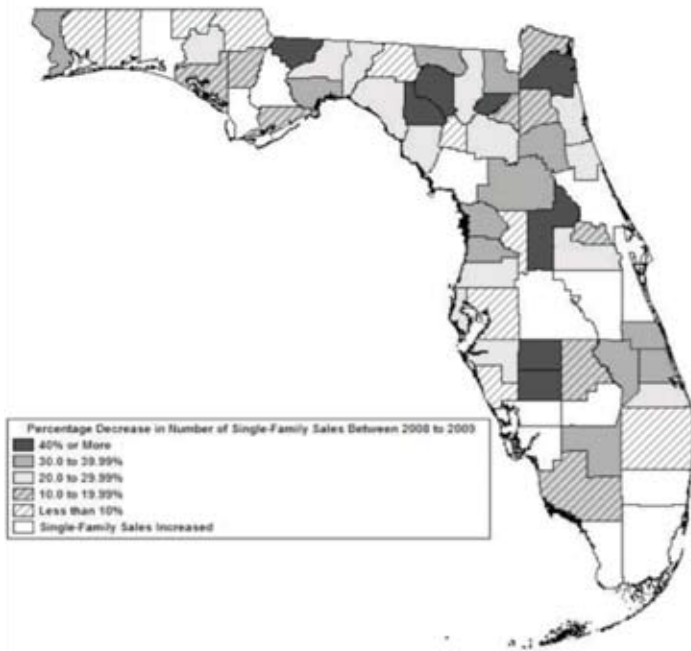 Percentage Decrease in Number of Single-Family Sales Between 2008 to 2009
40% or More
30.0 to 39.99%
20.0 to 29.99%
10.0 to 19.99%
Less than 10%
Single-Family Sales Increased